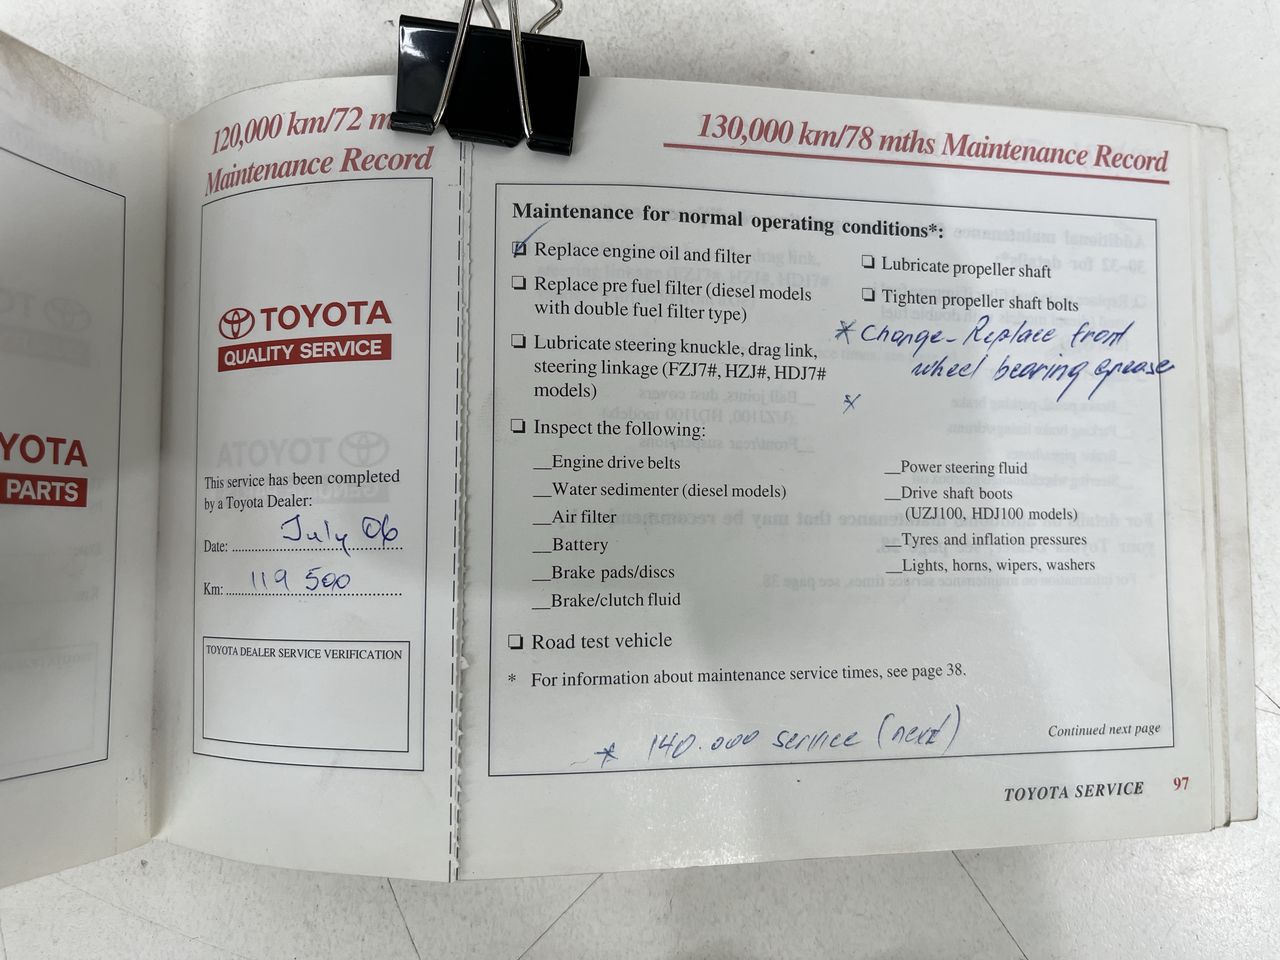 120,000 km/72 m
Maintenance Record
TOYOTA
QUALITY SERVICE
YOTA
PARTS
This service has been completed
by a Toyota Dealer:
Date: July 06
Km: 119 500
TOYOTA DEALER SERVICE VERIFICATION
130,000 km/78 mths Maintenance Record
Maintenance for normal operating conditions*:
Replace engine oil and filter
Replace pre fuel filter (diesel models
with double fuel filter type)
Lubricate steering knuckle, drag link,
steering linkage (FZJ7#, HZJ#, HDJ7#
models)
Lubricate propeller shaft
Tighten propeller shaft bolts
* Change - Replace front
wheel bearing grease
*
Inspect the following:
__Engine drive belts
__Water sedimenter (diesel models)
__Air filter
__Battery
__Brake pads/discs
__Brake/clutch fluid
__Power steering fluid
__Drive shaft boots
(UZJ100, HDJ100 models)
__Tyres and inflation pressures
__Lights, horns, wipers, washers
Road test vehicle
* For information about maintenance service times, see page 38.
* 140.000 service (next)
Continued next page
TOYOTA SERVICE 97